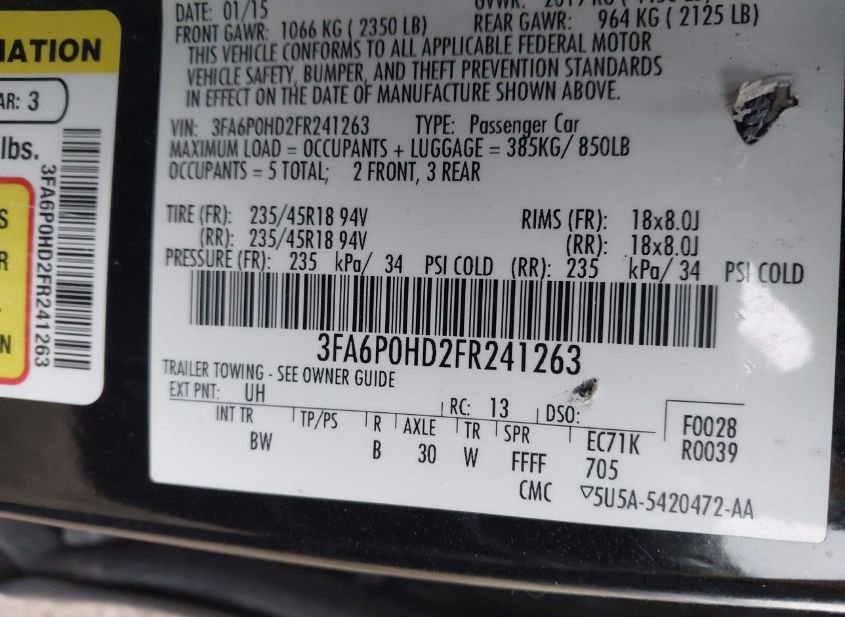 DATE: 01/15
FRONT GAWR: 1066 KG ( 2350 LB)
REAR GAWR: 964 KG ( 2125 LB)
THIS VEHICLE CONFORMS TO ALL APPLICABLE FEDERAL MOTOR
VEHICLE SAFETY, BUMPER, AND THEFT PREVENTION STANDARDS
IN EFFECT ON THE DATE OF MANUFACTURE SHOWN ABOVE.
VIN: 3FA6P0HD2FR241263 TYPE: Passenger Car
MAXIMUM LOAD = OCCUPANTS + LUGGAGE = 385KG/ 850LB
OCCUPANTS = 5 TOTAL; 2 FRONT, 3 REAR
TIRE (FR): 235/45R18 94V RIMS (FR): 18x8.0J
(RR): 235/45R18 94V (RR): 18x8.0J
PRESSURE (FR): 235 kPa/ 34 PSI COLD (RR): 235 kPa/ 34 PSI COLD
3FA6P0HD2FR241263
TRAILER TOWING - SEE OWNER GUIDE
EXT PNT: UH RC: 13 DSO:
INT TR TP/PS R AXLE TR SPR EC71K F0028
BW B 30 W FFFF 705 R0039
CMC ▽5U5A-5420472-AA
AR: 3
lbs.
3FA6P0HD2FR241263